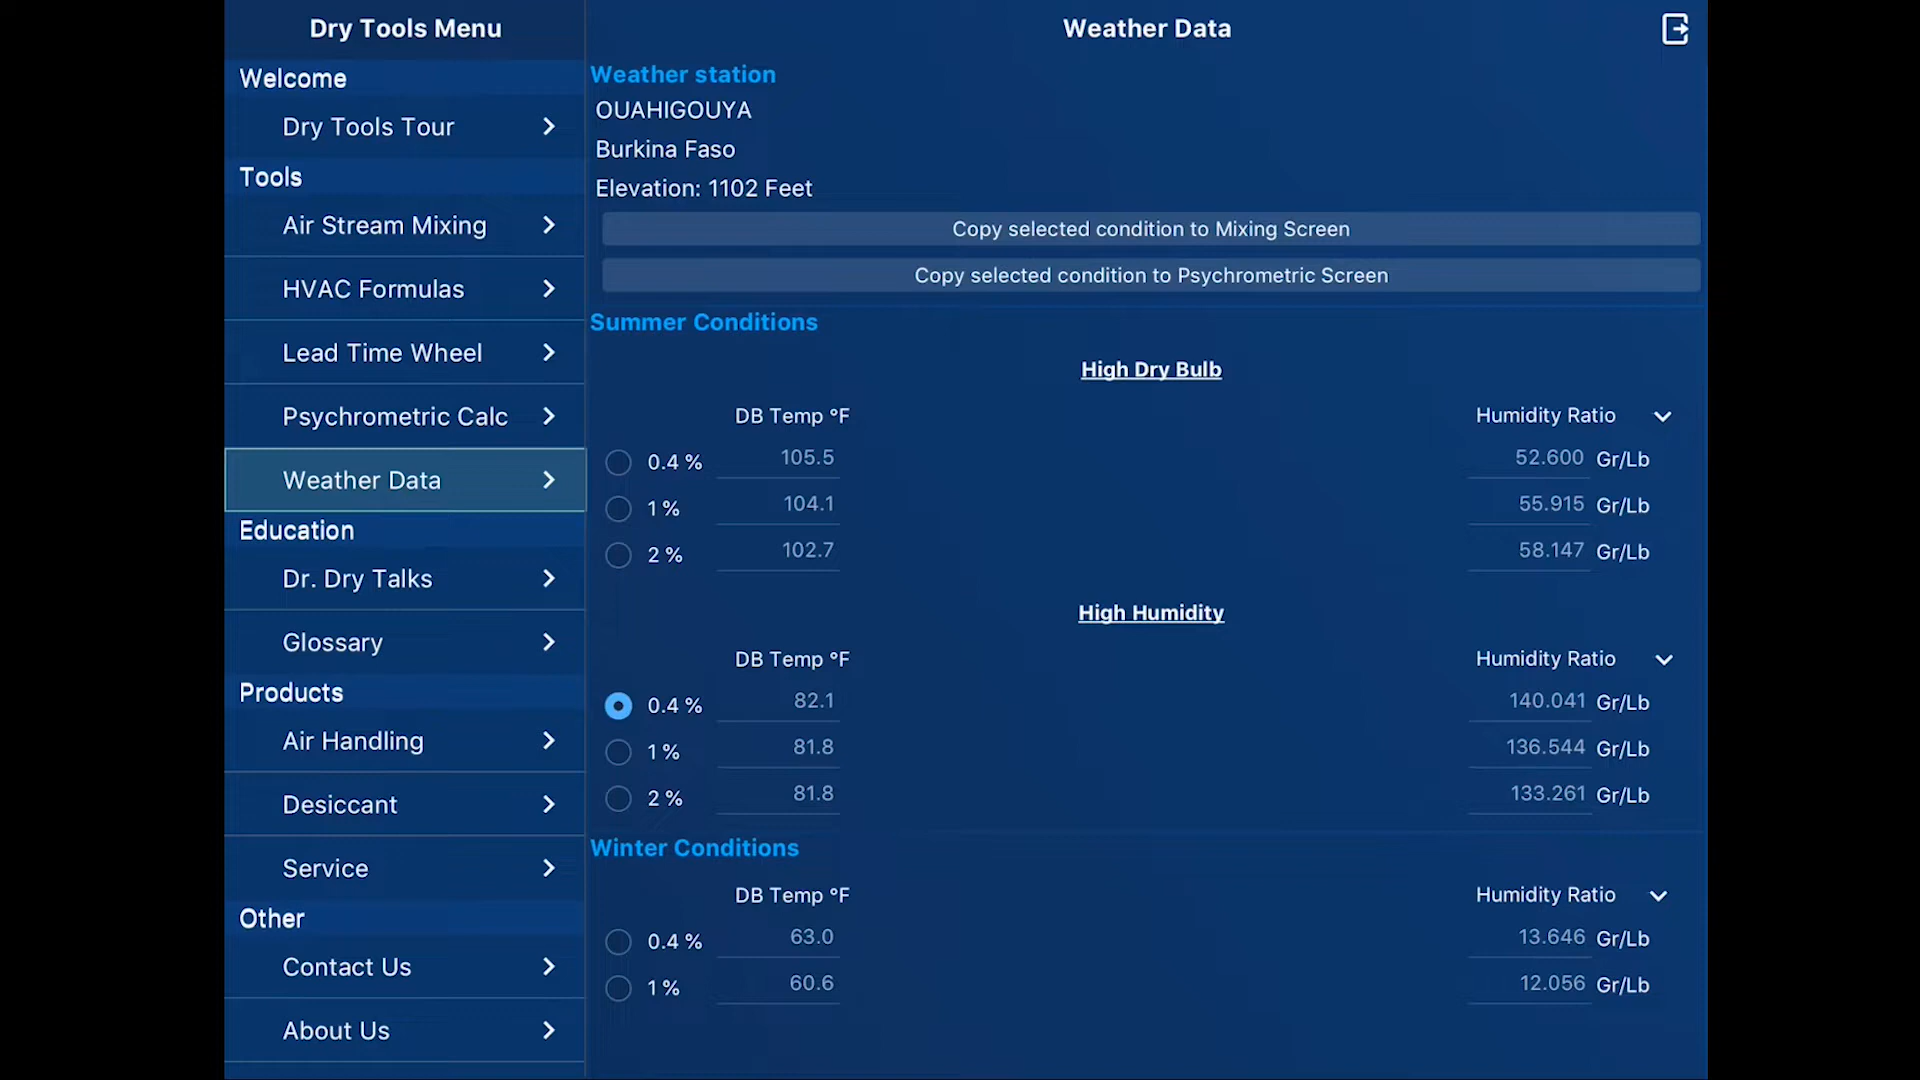 Dry Tools Menu
Welcome
Dry Tools Tour
Tools
Air Stream Mixing
HVAC Formulas
Lead Time Wheel
Psychrometric Calc
Weather Data
Education
Dr. Dry Talks
Glossary
Products
Air Handling
Desiccant
Service
Other
Contact Us
About Us
Weather Data
Weather station
OUAHIGOUYA
Burkina Faso
Elevation: 1102 Feet
Copy selected condition to Mixing Screen
Copy selected condition to Psychrometric Screen
Summer Conditions
High Dry Bulb
DB Temp °F Humidity Ratio
0.4 % 105.5 52.600 Gr/Lb
1 % 104.1 55.915 Gr/Lb
2 % 102.7 58.147 Gr/Lb
High Humidity
DB Temp °F Humidity Ratio
0.4 % 82.1 140.041 Gr/Lb
1 % 81.8 136.544 Gr/Lb
2 % 81.8 133.261 Gr/Lb
Winter Conditions
DB Temp °F Humidity Ratio
0.4 % 63.0 13.646 Gr/Lb
1 % 60.6 12.056 Gr/Lb